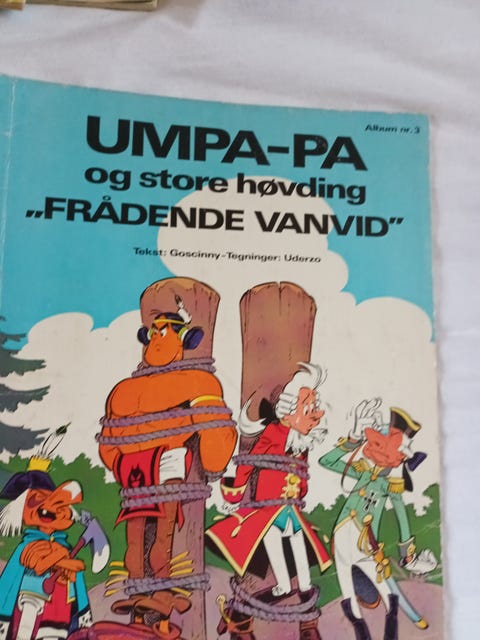 Album nr. 3
UMPA-PA
og store høvding
„FRÅDENDE VANVID”
Tekst: Goscinny-Tegninger: Uderzo